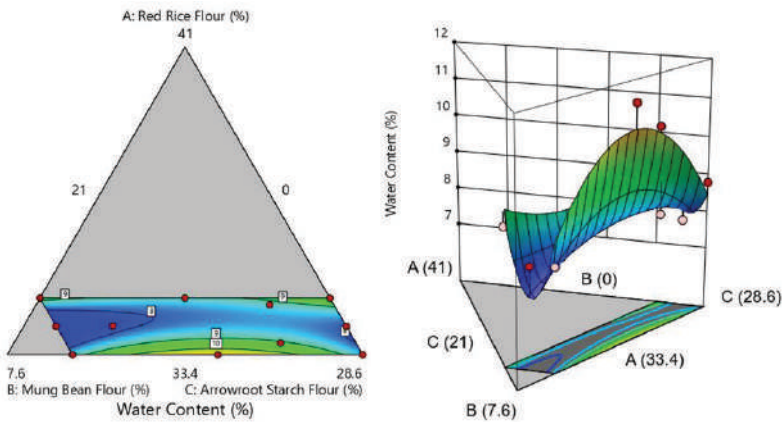 A: Red Rice Flour (%)
41
21
0
9
9
8
9
10
7.6
33.4
28.6
B: Mung Bean Flour (%)
C: Arrowroot Starch Flour (%)
Water Content (%)
12
11
10
9
8
7
Water Content (%)
A (41)
B (0)
C (28.6)
C (21)
A (33.4)
B (7.6)